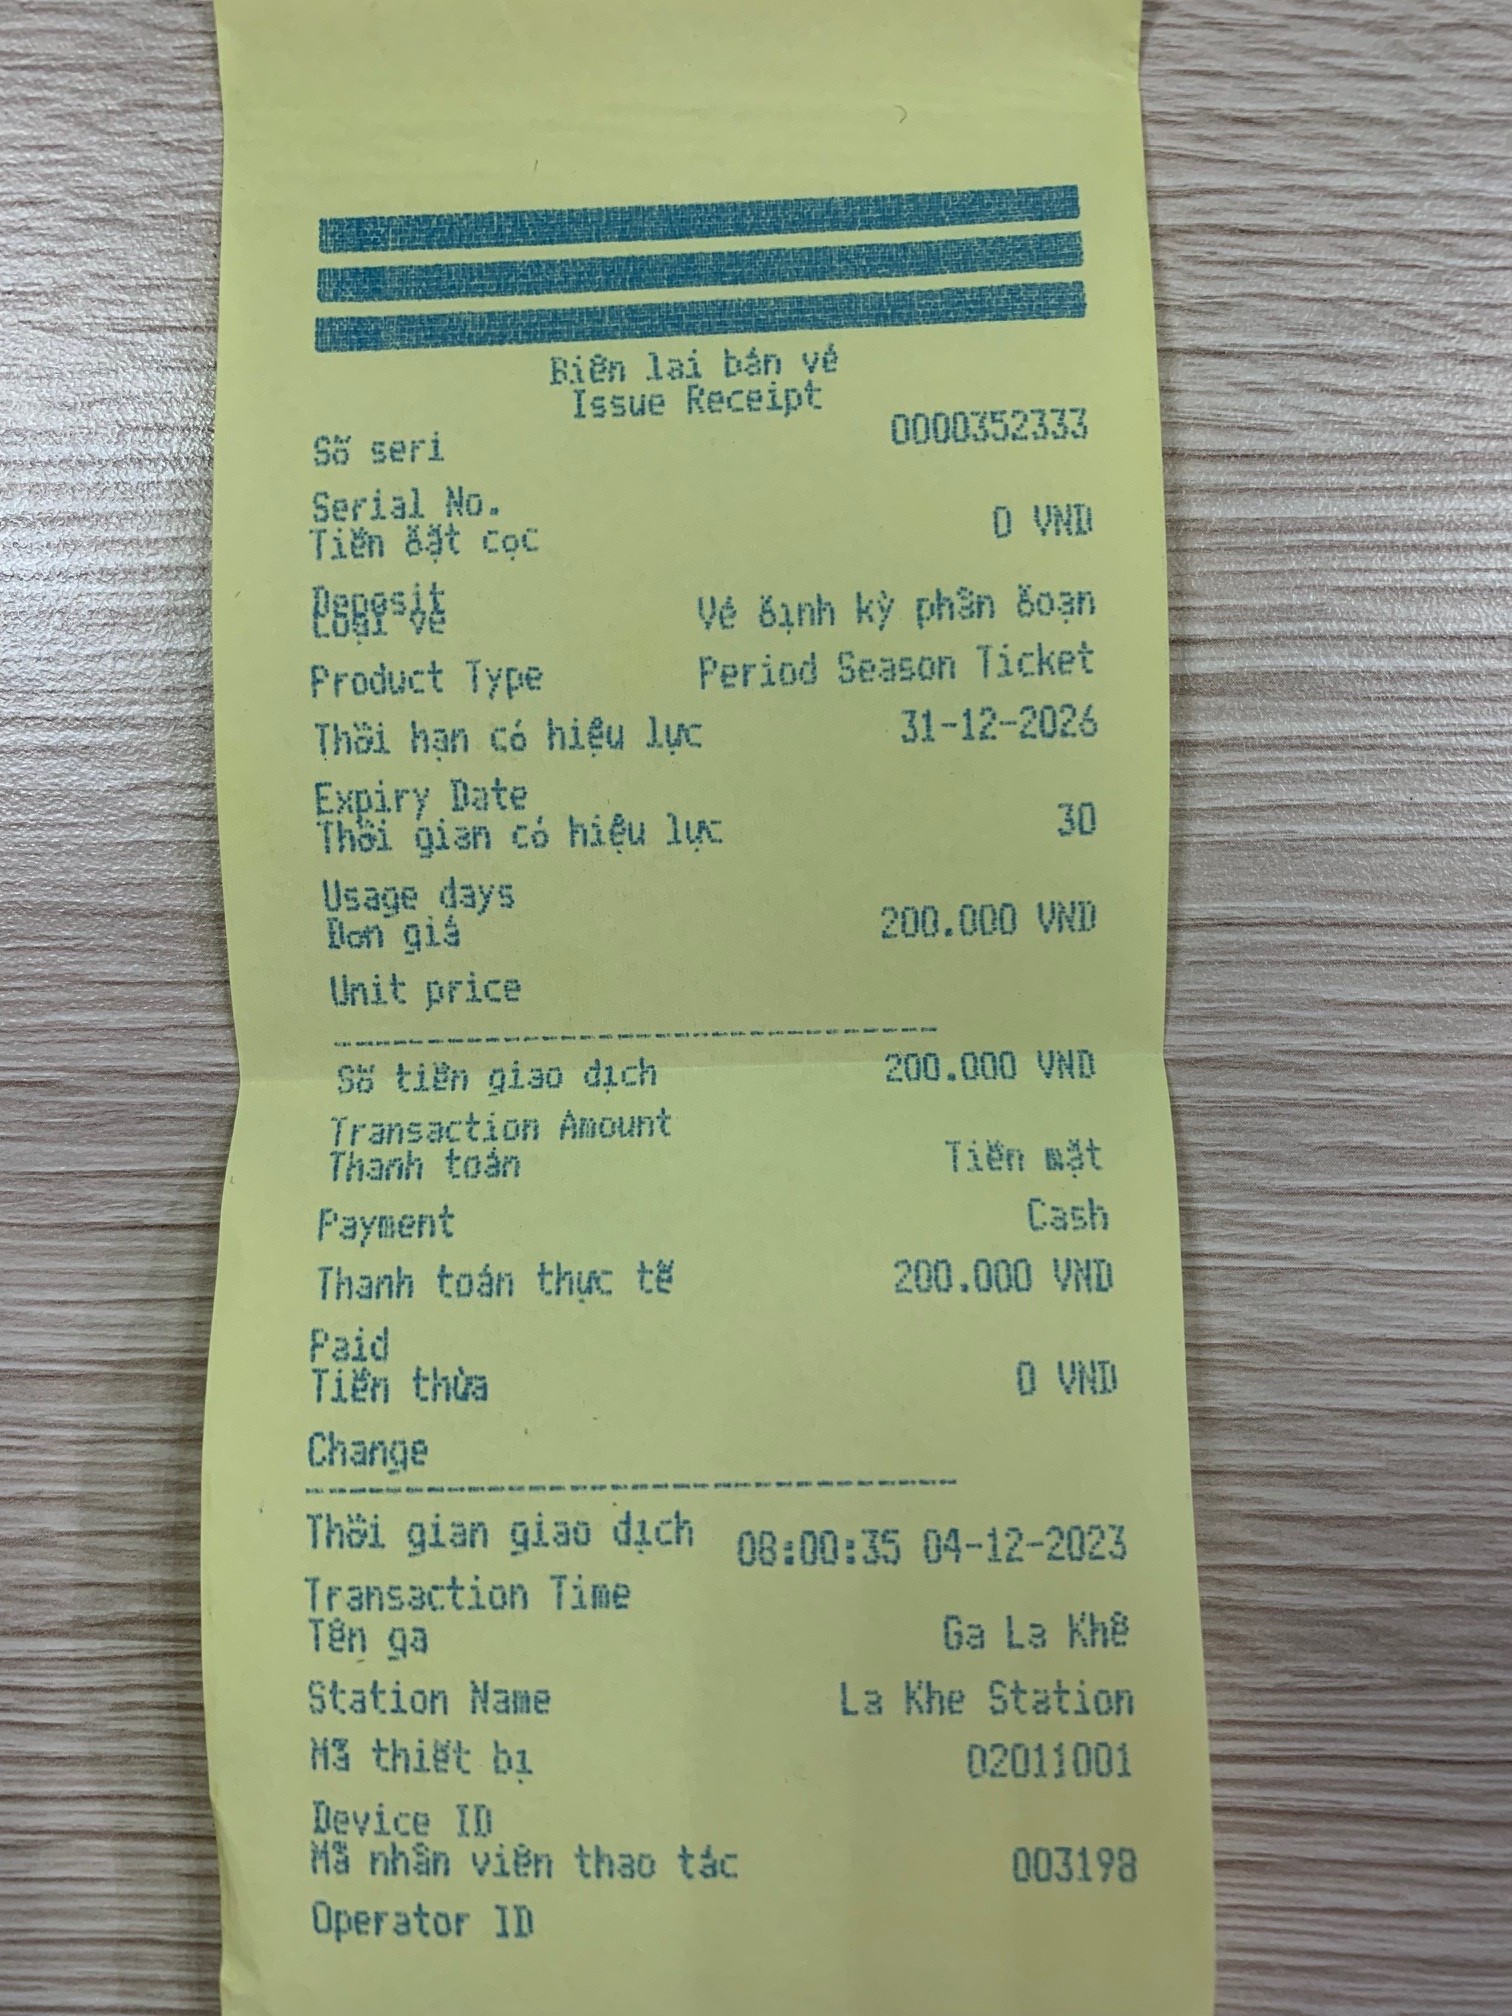 Biên lai bán vé
Issue Receipt
Số seri 0000352333
Serial No.
Tiền đặt cọc 0 VND
Deposit
Loại vé Vé định kỳ phân đoạn
Product Type Period Season Ticket
Thời hạn có hiệu lực 31-12-2026
Expiry Date
Thời gian có hiệu lực 30
Usage days
Đơn giá 200.000 VND
Unit price
Số tiền giao dịch 200.000 VND
Transaction Amount
Thanh toán Tiền mặt
Payment Cash
Thanh toán thực tế 200.000 VND
Paid
Tiền thừa 0 VND
Change
Thời gian giao dịch 08:00:35 04-12-2023
Transaction Time
Tên ga Ga La Khê
Station Name La Khe Station
Mã thiết bị 02011001
Device ID
Mã nhân viên thao tác 003198
Operator ID